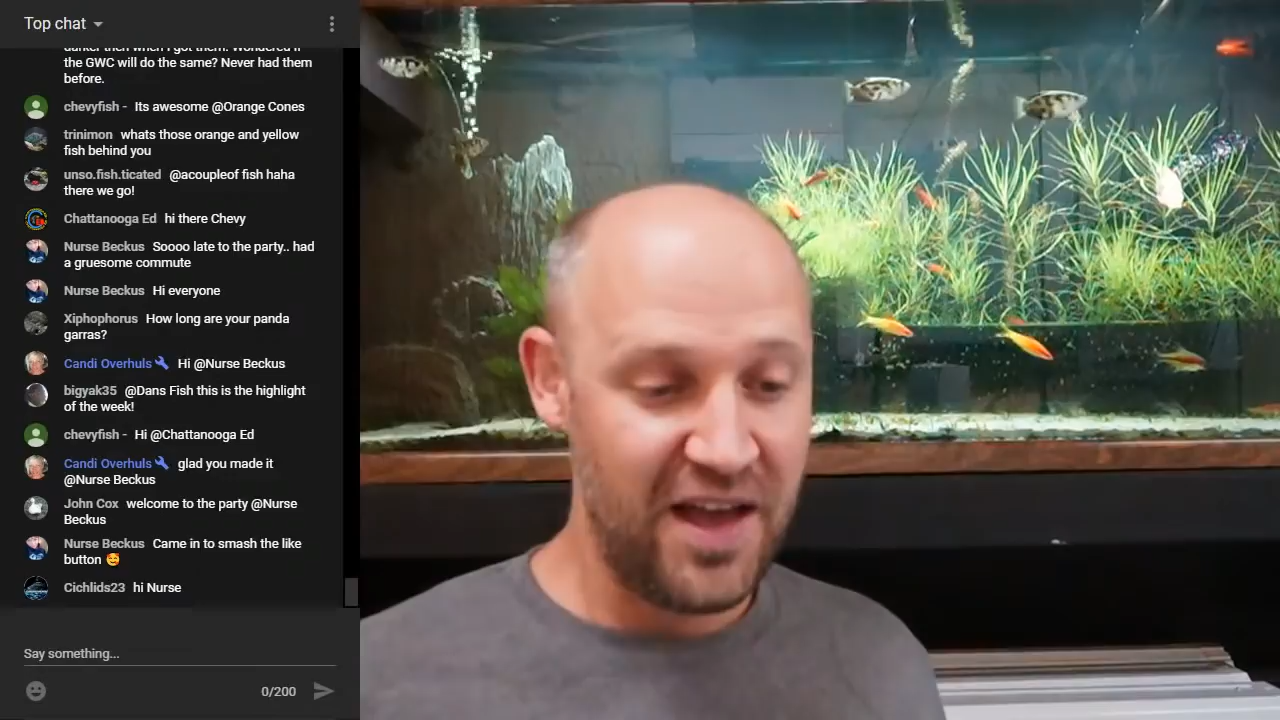 Top chat
darker then when I got them. Wondered if
the GWC will do the same? Never had them
before.
chevyfish - Its awesome @Orange Cones
trinimon whats those orange and yellow
fish behind you
unso.fish.ticated @acoupleof fish haha
there we go!
Chattanooga Ed hi there Chevy
Nurse Beckus Soooo late to the party.. had
a gruesome commute
Nurse Beckus Hi everyone
Xiphophorus How long are your panda
garras?
Candi Overhuls Hi @Nurse Beckus
bigyak35 @Dans Fish this is the highlight
of the week!
chevyfish - Hi @Chattanooga Ed
Candi Overhuls glad you made it
@Nurse Beckus
John Cox welcome to the party @Nurse
Beckus
Nurse Beckus Came in to smash the like
button 🥰
Cichlids23 hi Nurse
Say something...
0/200